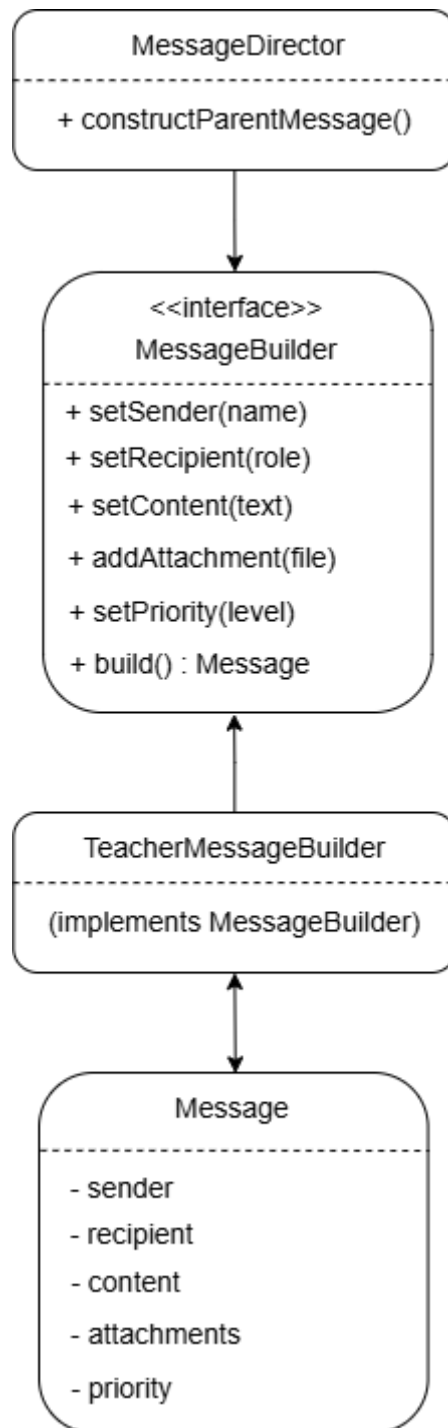 MessageDirector
+ constructParentMessage()
<<interface>>
MessageBuilder
+ setSender(name)
+ setRecipient(role)
+ setContent(text)
+ addAttachment(file)
+ setPriority(level)
+ build() : Message
TeacherMessageBuilder
(implements MessageBuilder)
Message
- sender
- recipient
- content
- attachments
- priority